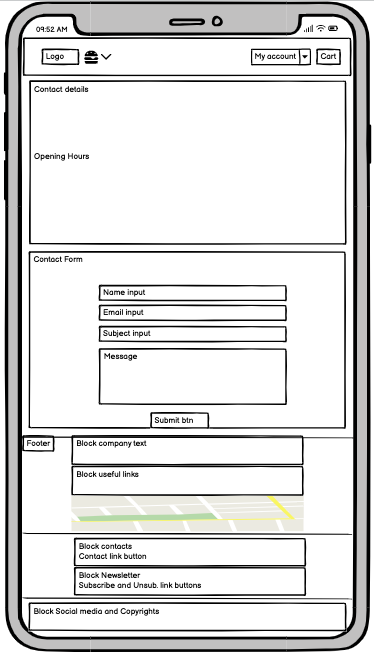 09:52 AM
Logo
My account
Cart
Contact details
Opening Hours
Contact Form
Name input
Email input
Subject input
Message
Submit btn
Footer
Block company text
Block useful links
Block contacts
Contact link button
Block Newsletter
Subscribe and Unsub. link buttons
Block Social media and Copyrights